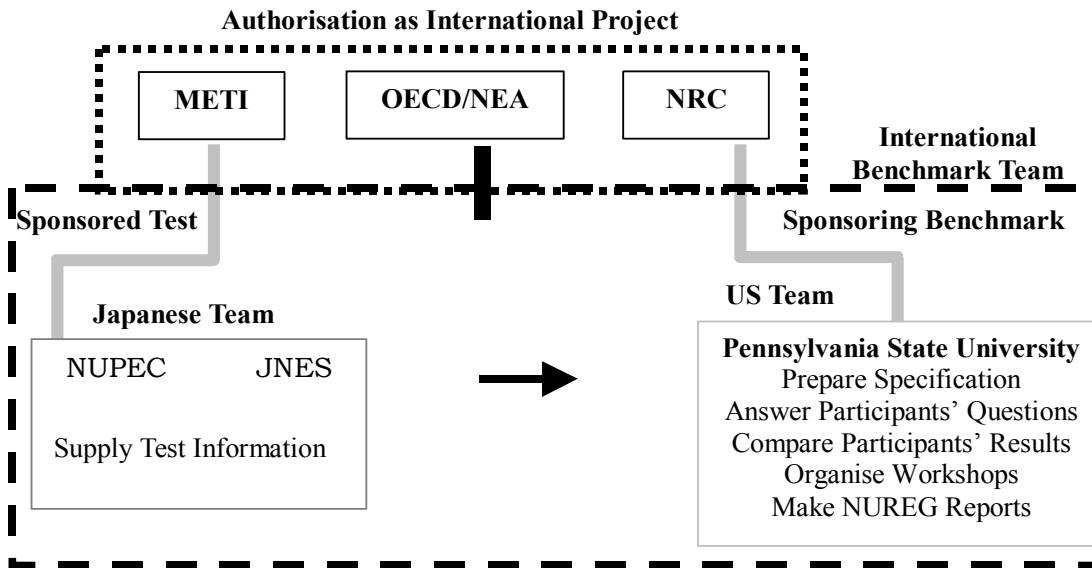 Authorisation as International Project
METI
OECD/NEA
NRC
International
Benchmark Team
Sponsored Test
Sponsoring Benchmark
US Team
Japanese Team
NUPEC JNES
Supply Test Information
Pennsylvania State University
Prepare Specification
Answer Participants’ Questions
Compare Participants’ Results
Organise Workshops
Make NUREG Reports